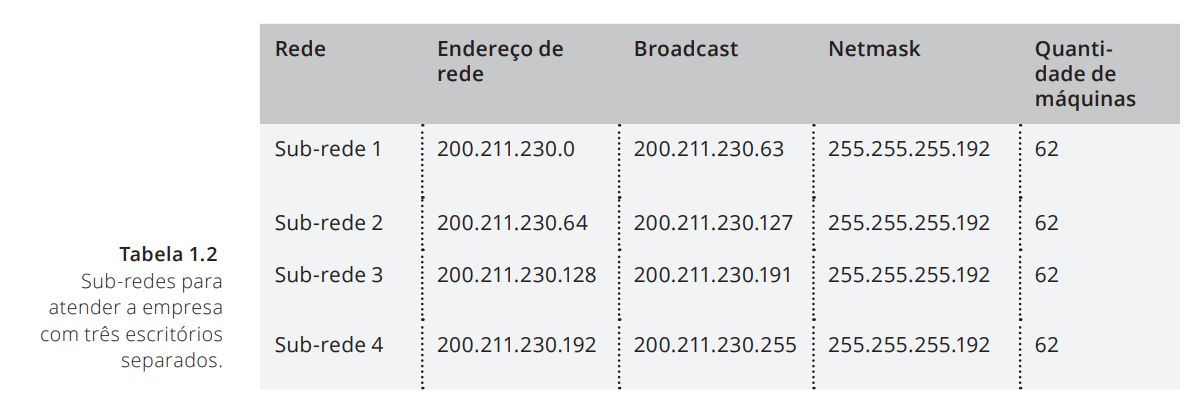 Rede Endereço de rede Broadcast Netmask Quanti-dade de máquinas
Sub-rede 1 200.211.230.0 200.211.230.63 255.255.255.192 62
Sub-rede 2 200.211.230.64 200.211.230.127 255.255.255.192 62
Sub-rede 3 200.211.230.128 200.211.230.191 255.255.255.192 62
Sub-rede 4 200.211.230.192 200.211.230.255 255.255.255.192 62
Tabela 1.2
Sub-redes para
atender a empresa
com três escritórios
separados.